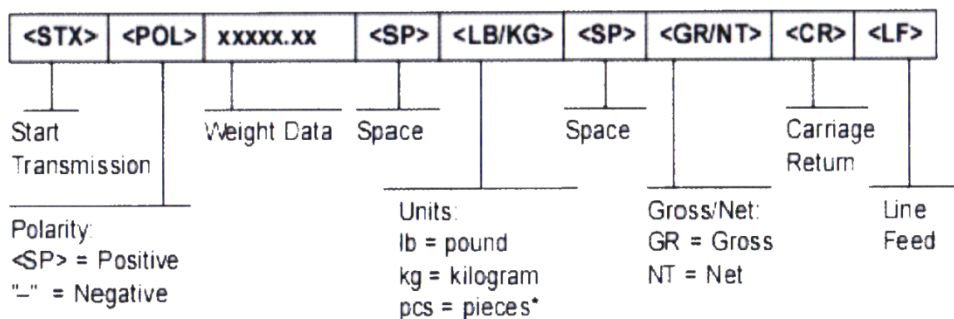 <STX> <POL> xxxxx.xx <SP> <LB/KG> <SP> <GR/NT> <CR> <LF>
Start
Transmission
Weight Data
Space
Space
Carriage
Return
Polarity:
<SP> = Positive
"–" = Negative
Units:
lb = pound
kg = kilogram
pcs = pieces*
Gross/Net:
GR = Gross
NT = Net
Line
Feed